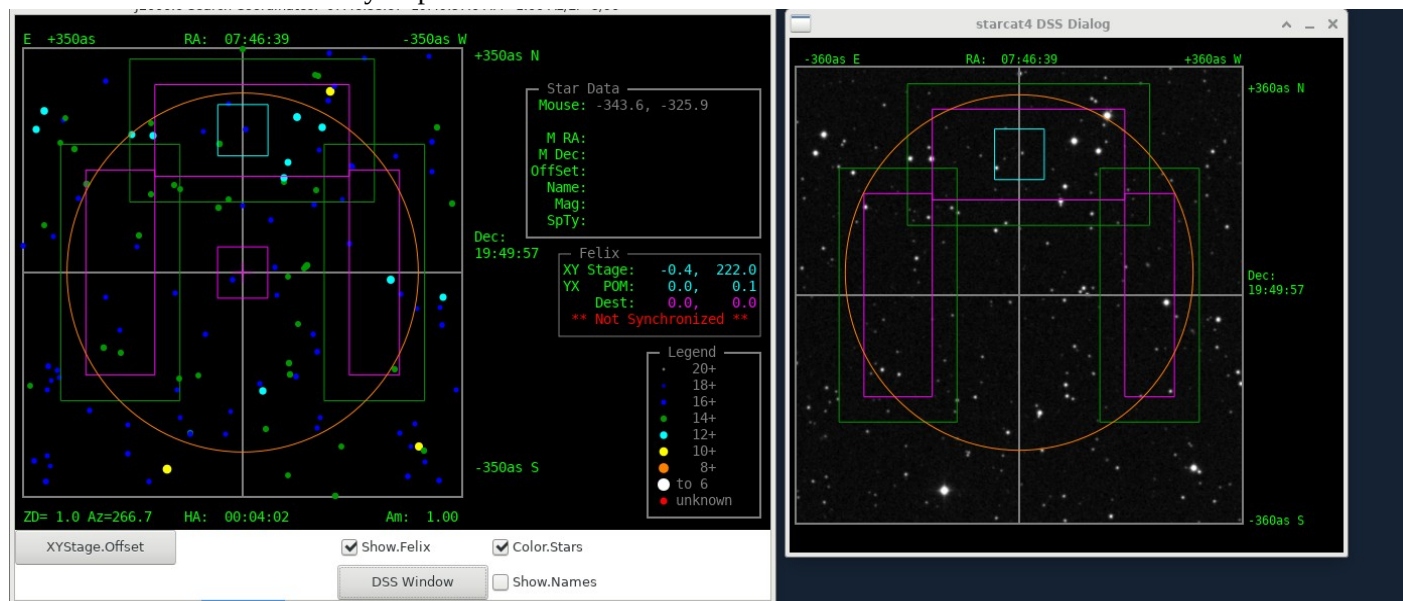 E +350as RA: 07:46:39 -350as W
+350as N
Star Data
Mouse: -343.6, -325.9
M RA:
M Dec:
OffSet:
Name:
Mag:
SpTy:
Dec:
19:49:57
Felix
XY Stage: -0.4, 222.0
YX POM: 0.0, 0.1
Dest: 0.0, 0.0
** Not Synchronized **
Legend
20+
18+
16+
14+
12+
10+
8+
to 6
unknown
-350as S
ZD= 1.0 Az=266.7 HA: 00:04:02 Am: 1.00
XYStage.Offset
Show.Felix
Color.Stars
DSS Window
Show.Names
starcat4 DSS Dialog
-360as E RA: 07:46:39 +360as W
+360as N
Dec:
19:49:57
-360as S